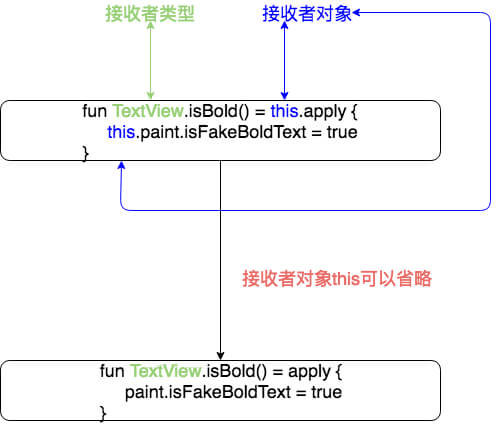 接收者类型 接收者对象
fun TextView.isBold() = this.apply {
this.paint.isFakeBoldText = true
}
接收者对象this可以省略
fun TextView.isBold() = apply {
paint.isFakeBoldText = true
}